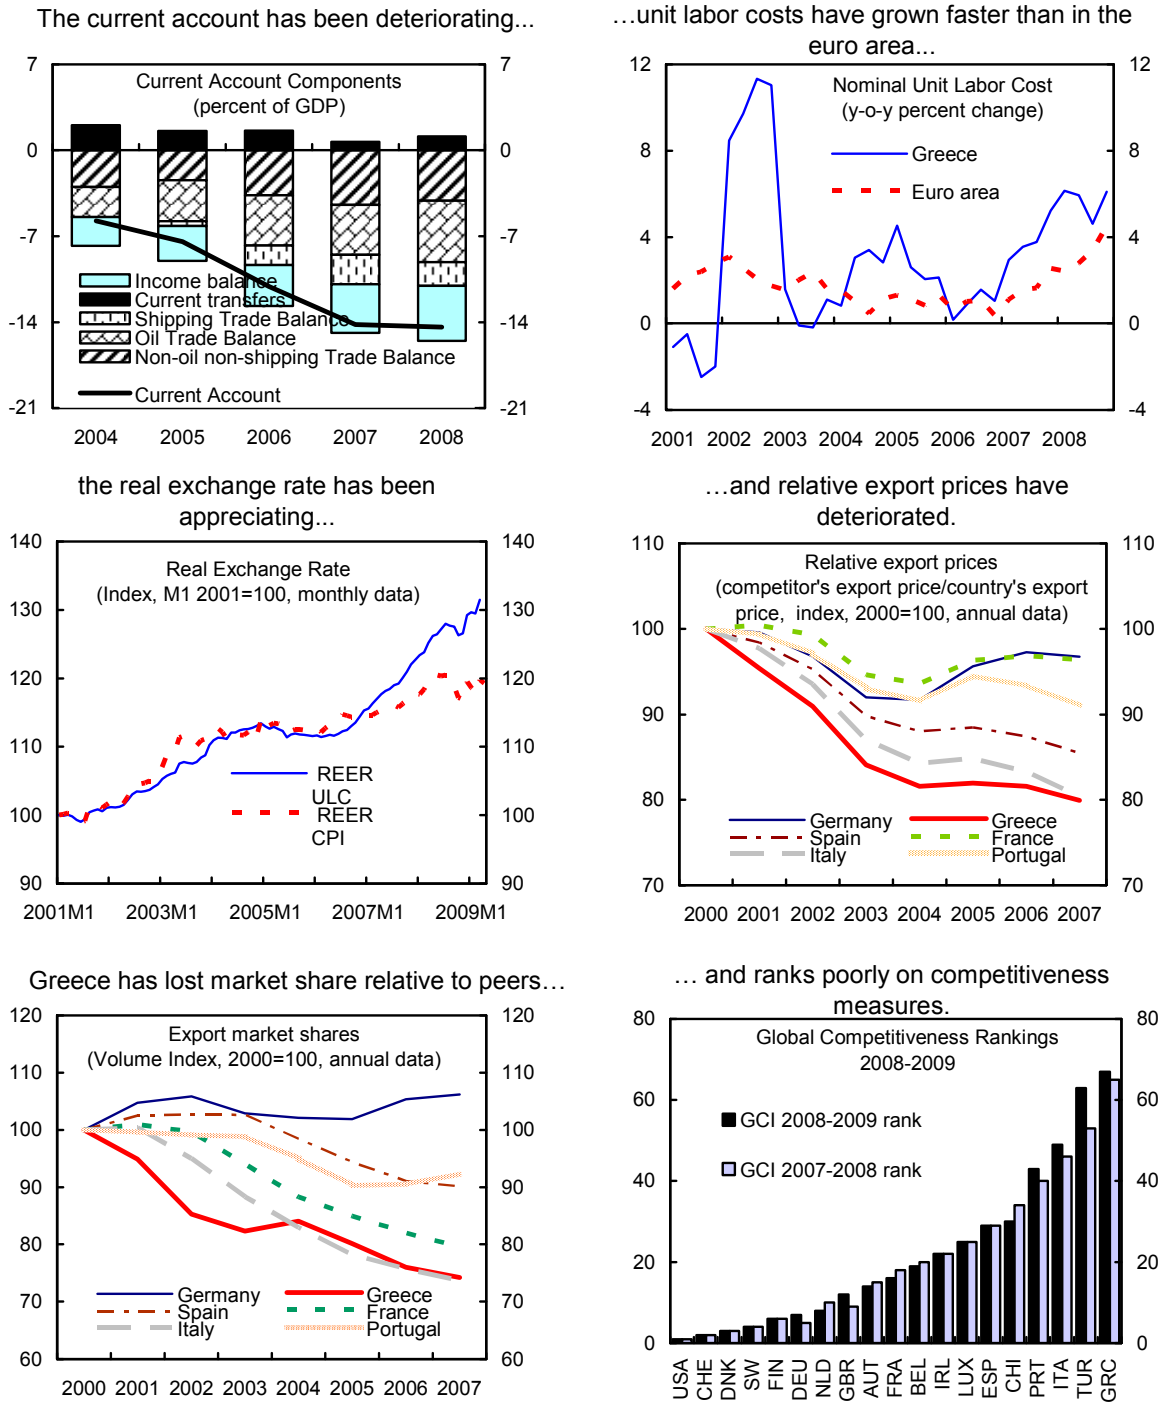 The current account has been deteriorating...
7
7
Current Account Components
(percent of GDP)
0
0
-7
-7
Income balance
Current transfers
Shipping Trade Balance
-14
-14
Oil Trade Balance
Non-oil non-shipping Trade Balance
Current Account
-21
-21
2004
2005
2006
2007
2008
…unit labor costs have grown faster than in the
euro area...
12
12
Nominal Unit Labor Cost
(y-o-y percent change)
8
8
Greece
Euro area
4
4
0
0
-4
-4
2001
2002
2003
2004
2005
2006
2007
2008
the real exchange rate has been
appreciating...
140
140
Real Exchange Rate
(Index, M1 2001=100, monthly data)
130
130
120
120
110
110
REER
ULC
REER
CPI
100
100
90
90
2001M1
2003M1
2005M1
2007M1
2009M1
…and relative export prices have
deteriorated.
110
110
Relative export prices
(competitor's export price/country's export
price, index, 2000=100, annual data)
100
100
90
90
80
80
Germany
Greece
Spain
France
Italy
Portugal
70
70
2000
2001
2002
2003
2004
2005
2006
2007
Greece has lost market share relative to peers…
120
120
Export market shares
(Volume Index, 2000=100, annual data)
110
110
100
100
90
90
80
80
Germany
Greece
Spain
France
Italy
Portugal
70
70
60
60
2000
2001
2002
2003
2004
2005
2006
2007
… and ranks poorly on competitiveness
measures.
80
80
Global Competitiveness Rankings
2008-2009
60
60
GCI 2008-2009 rank
GCI 2007-2008 rank
40
40
20
20
0
0
USA
CHE
DNK
SW
FIN
DEU
NLD
GBR
AUT
FRA
BEL
IRL
LUX
ESP
CHI
PRT
ITA
TUR
GRC